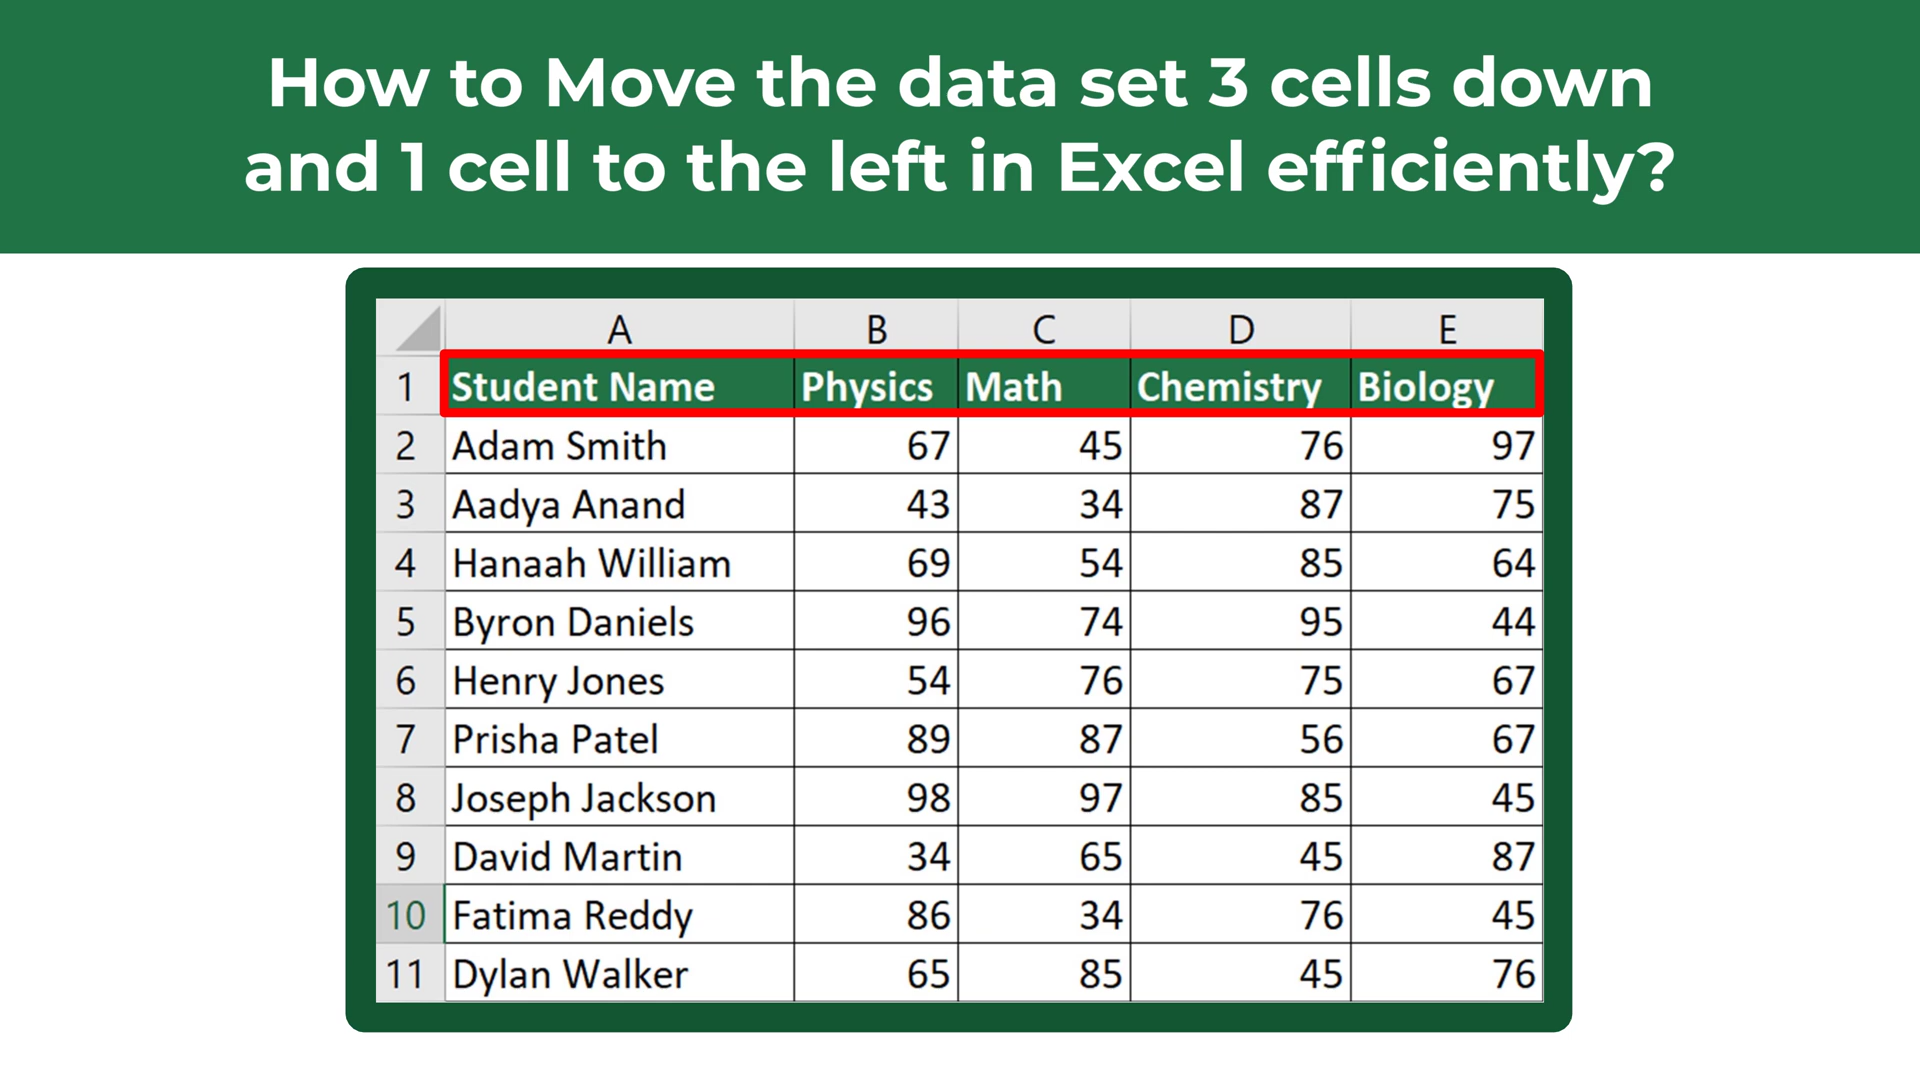 How to Move the data set 3 cells down
and 1 cell to the left in Excel efficiently?
A B C D E
1 Student Name Physics Math Chemistry Biology
2 Adam Smith 67 45 76 97
3 Aadya Anand 43 34 87 75
4 Hanaah William 69 54 85 64
5 Byron Daniels 96 74 95 44
6 Henry Jones 54 76 75 67
7 Prisha Patel 89 87 56 67
8 Joseph Jackson 98 97 85 45
9 David Martin 34 65 45 87
10 Fatima Reddy 86 34 76 45
11 Dylan Walker 65 85 45 76